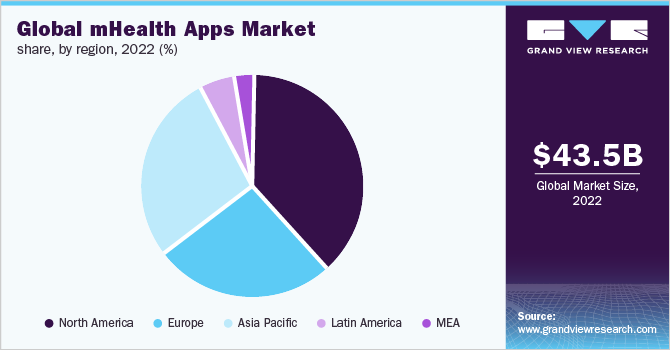 Global mHealth Apps Market
share, by region, 2022 (%)
North America
Europe
Asia Pacific
Latin America
MEA
GVR
GRAND VIEW RESEARCH
$43.5B
Global Market Size,
2022
Source:
www.grandviewresearch.com